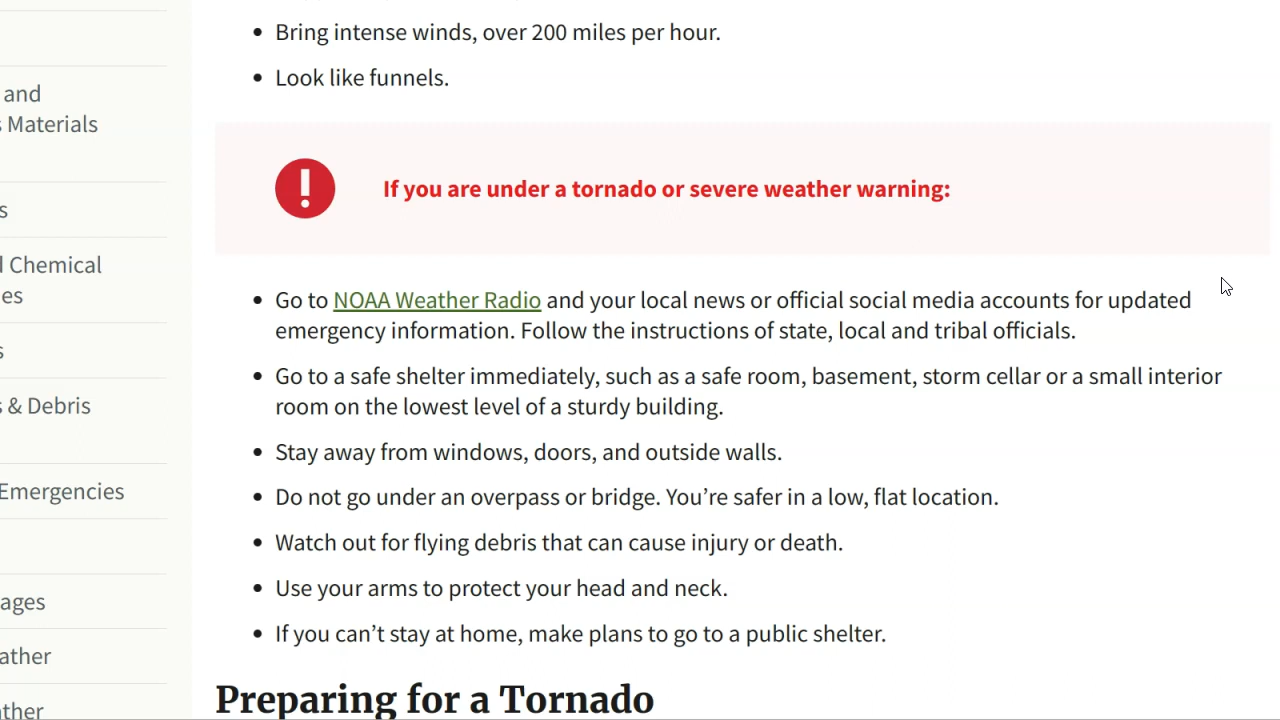 Bring intense winds, over 200 miles per hour.
Look like funnels.
and
s Materials
s
l Chemical
es
s
s & Debris
Emergencies
ages
ather
ther
If you are under a tornado or severe weather warning:
Go to NOAA Weather Radio and your local news or official social media accounts for updated
emergency information. Follow the instructions of state, local and tribal officials.
Go to a safe shelter immediately, such as a safe room, basement, storm cellar or a small interior
room on the lowest level of a sturdy building.
Stay away from windows, doors, and outside walls.
Do not go under an overpass or bridge. You’re safer in a low, flat location.
Watch out for flying debris that can cause injury or death.
Use your arms to protect your head and neck.
If you can’t stay at home, make plans to go to a public shelter.
Preparing for a Tornado